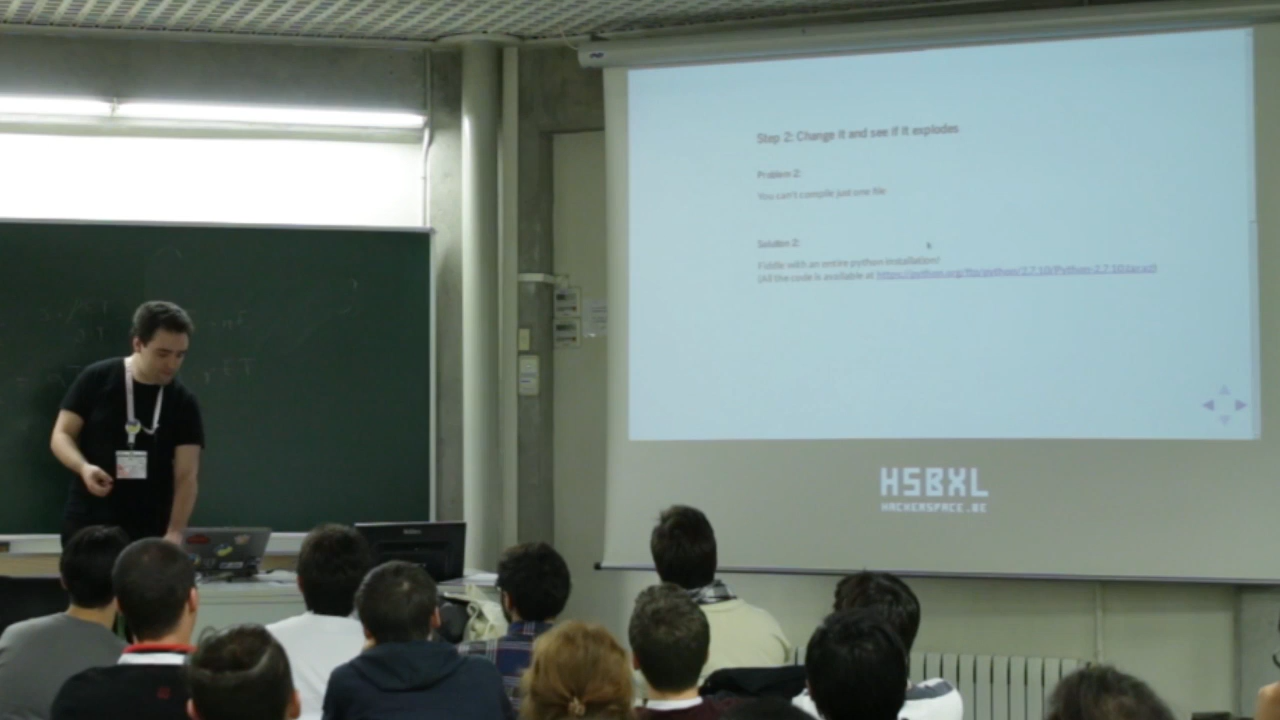 Step 2: Change it and see if it explodes
Problem 2:
You can't compile just one file
Solution 2:
Fiddle with an entire python installation!
(All the code is available at https://python.org/ftp/python/2.7.10/Python-2.7.10.tar.xz)
HSBXL
HACKERSPACE.BE